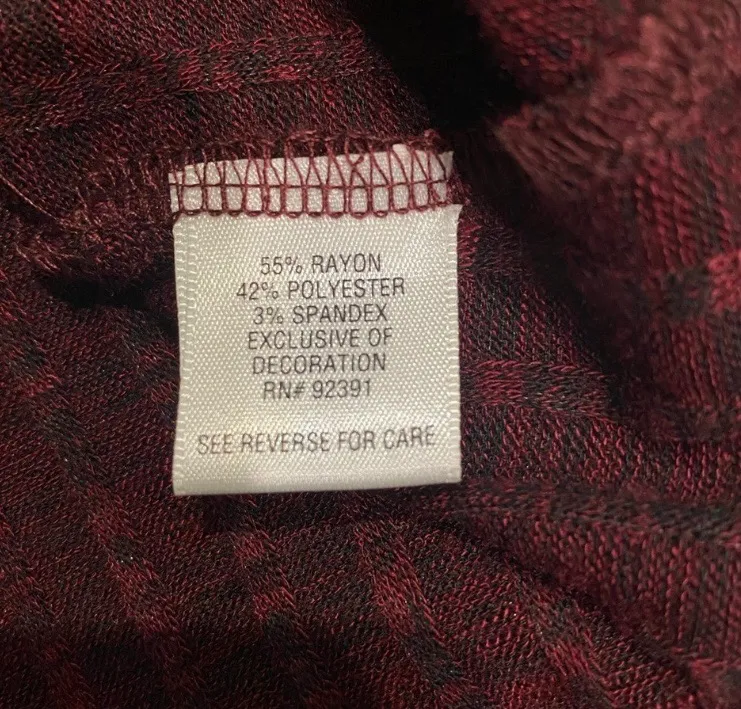 55% RAYON
42% POLYESTER
3% SPANDEX
EXCLUSIVE OF
DECORATION
RN# 92391
SEE REVERSE FOR CARE